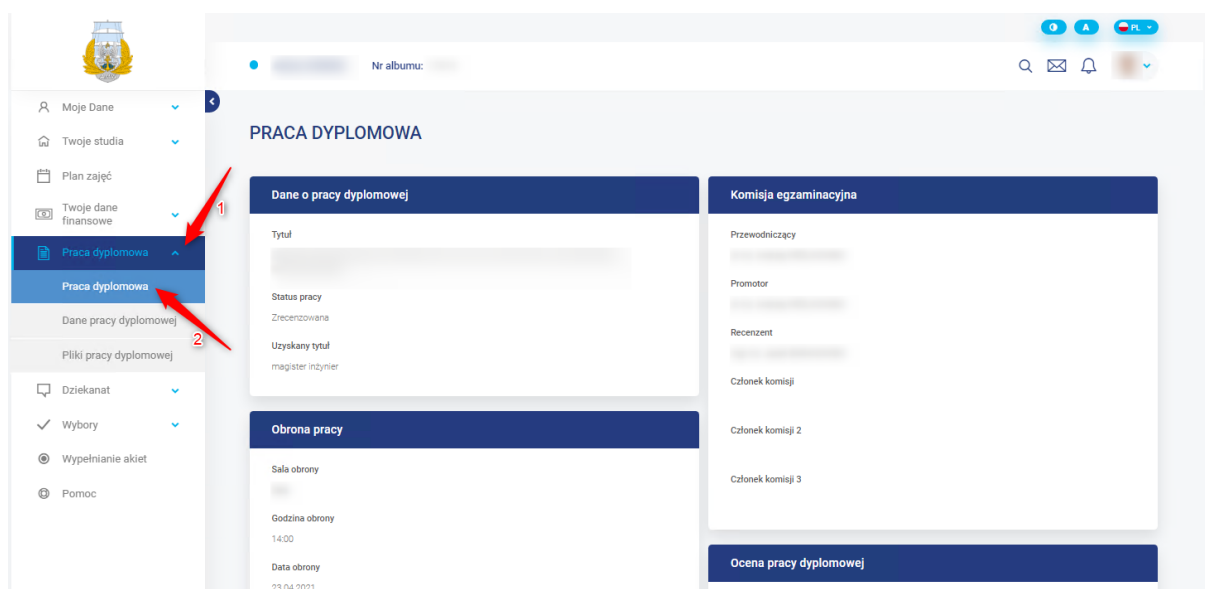 A
PL
Nr albumu:
Moje Dane
Twoje studia
Plan zajęć
Twoje dane
finansowe
Praca dyplomowa
Praca dyplomowa
Dane pracy dyplomowej
Pliki pracy dyplomowej
Dziekanat
Wybory
Wypełnianie akiet
Pomoc
1
2
PRACA DYPLOMOWA
Dane o pracy dyplomowej
Tytuł
Status pracy
Zrecenzowana
Uzyskany tytuł
magister inżynier
Obrona pracy
Sala obrony
Godzina obrony
14:00
Data obrony
23.04.2021
Komisja egzaminacyjna
Przewodniczący
Promotor
Recenzent
Członek komisji
Członek komisji 2
Członek komisji 3
Ocena pracy dyplomowej